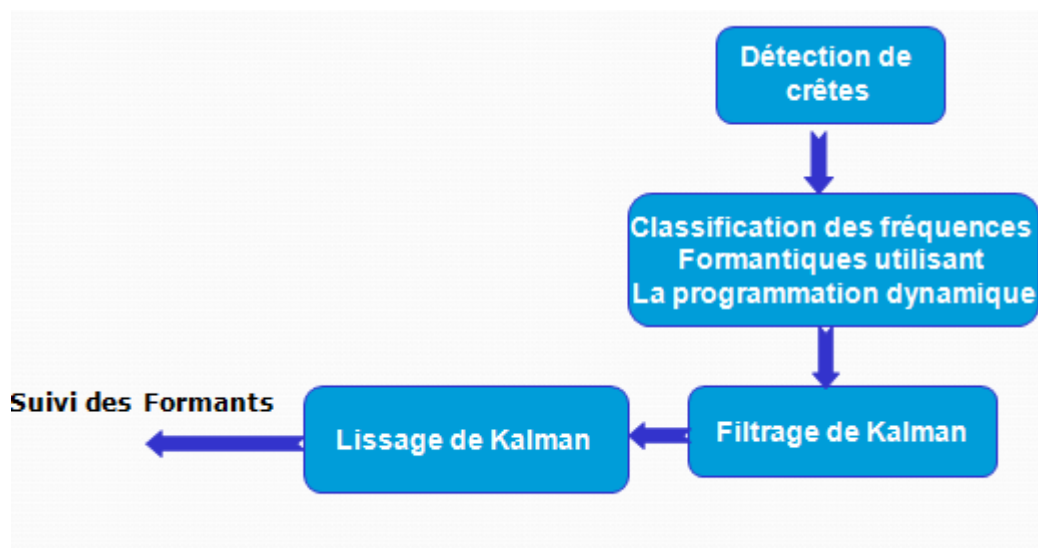 Détection de
crêtes
Classification des fréquences
Formantiques utilisant
La programmation dynamique
Filtrage de Kalman
Lissage de Kalman
Suivi des Formants